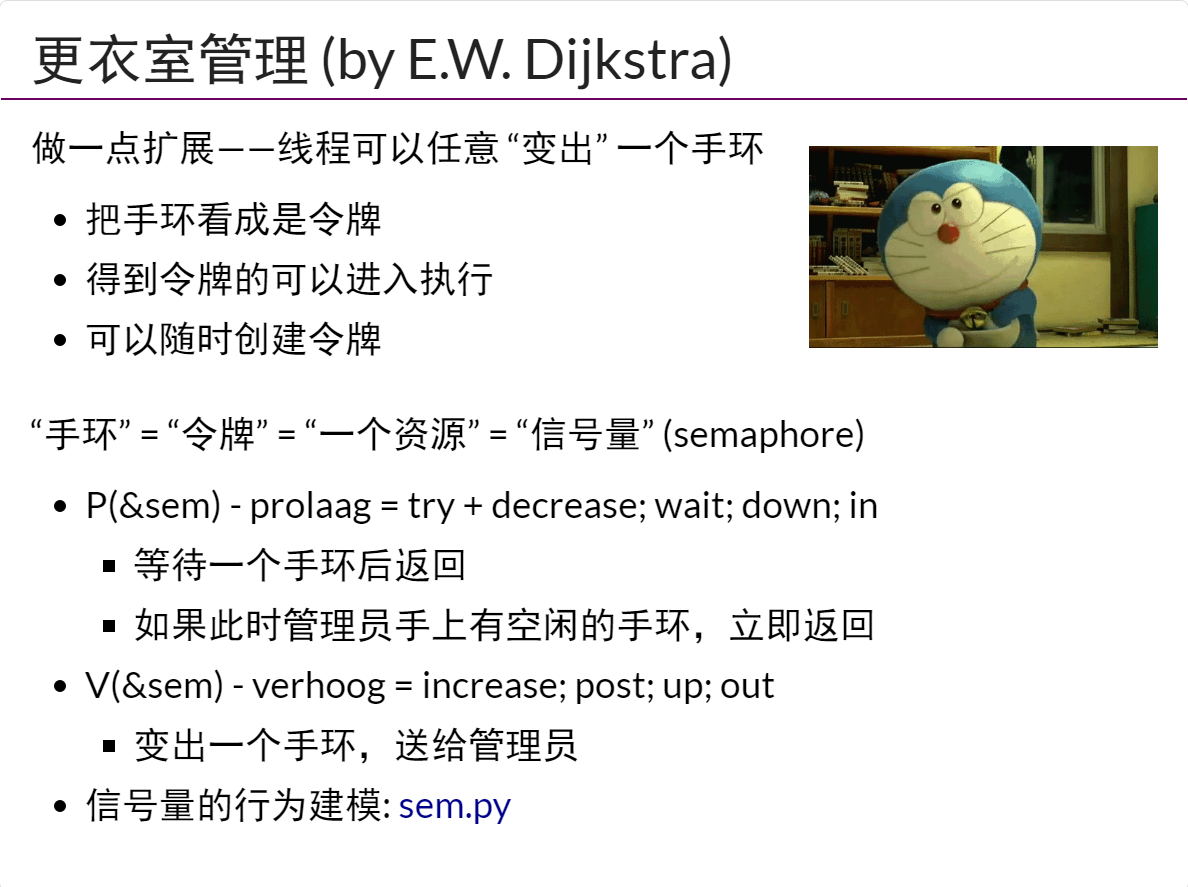 更衣室管理 (by E.W. Dijkstra)
做一点扩展——线程可以任意 “变出” 一个手环
把手环看成是令牌
得到令牌的可以进入执行
可以随时创建令牌
“手环” = “令牌” = “一个资源” = “信号量” (semaphore)
P(&sem) - prolaag = try + decrease; wait; down; in
等待一个手环后返回
如果此时管理员手上有空闲的手环，立即返回
V(&sem) - verhoog = increase; post; up; out
变出一个手环，送给管理员
信号量的行为建模: sem.py